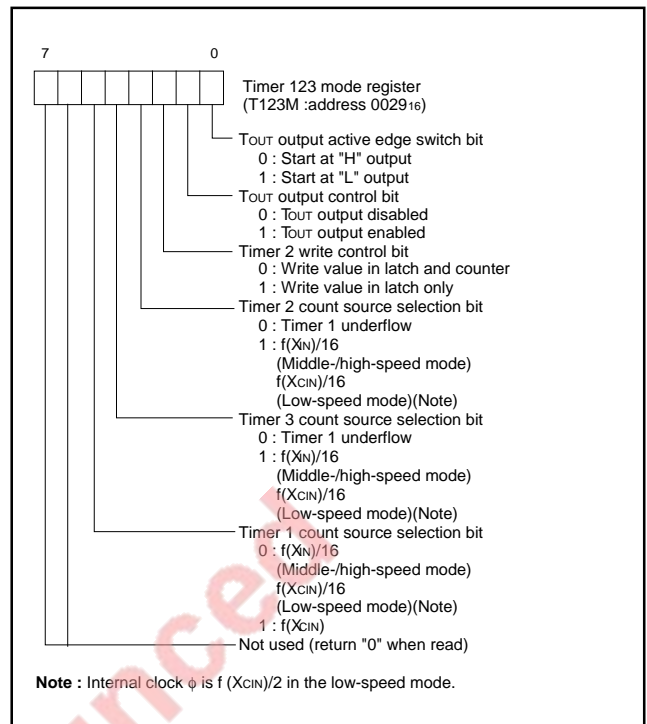 7 0
Timer 123 mode register
(T123M :address 002916)
TOUT output active edge switch bit
0 : Start at "H" output
1 : Start at "L" output
TOUT output control bit
0 : TOUT output disabled
1 : TOUT output enabled
Timer 2 write control bit
0 : Write value in latch and counter
1 : Write value in latch only
Timer 2 count source selection bit
0 : Timer 1 underflow
1 : f(XIN)/16
(Middle-/high-speed mode)
f(XCIN)/16
(Low-speed mode)(Note)
Timer 3 count source selection bit
0 : Timer 1 underflow
1 : f(XIN)/16
(Middle-/high-speed mode)
f(XCIN)/16
(Low-speed mode)(Note)
Timer 1 count source selection bit
0 : f(XIN)/16
(Middle-/high-speed mode)
f(XCIN)/16
(Low-speed mode)(Note)
1 : f(XCIN)
Not used (return "0" when read)
Note : Internal clock ϕ is f (XCIN)/2 in the low-speed mode.
nced